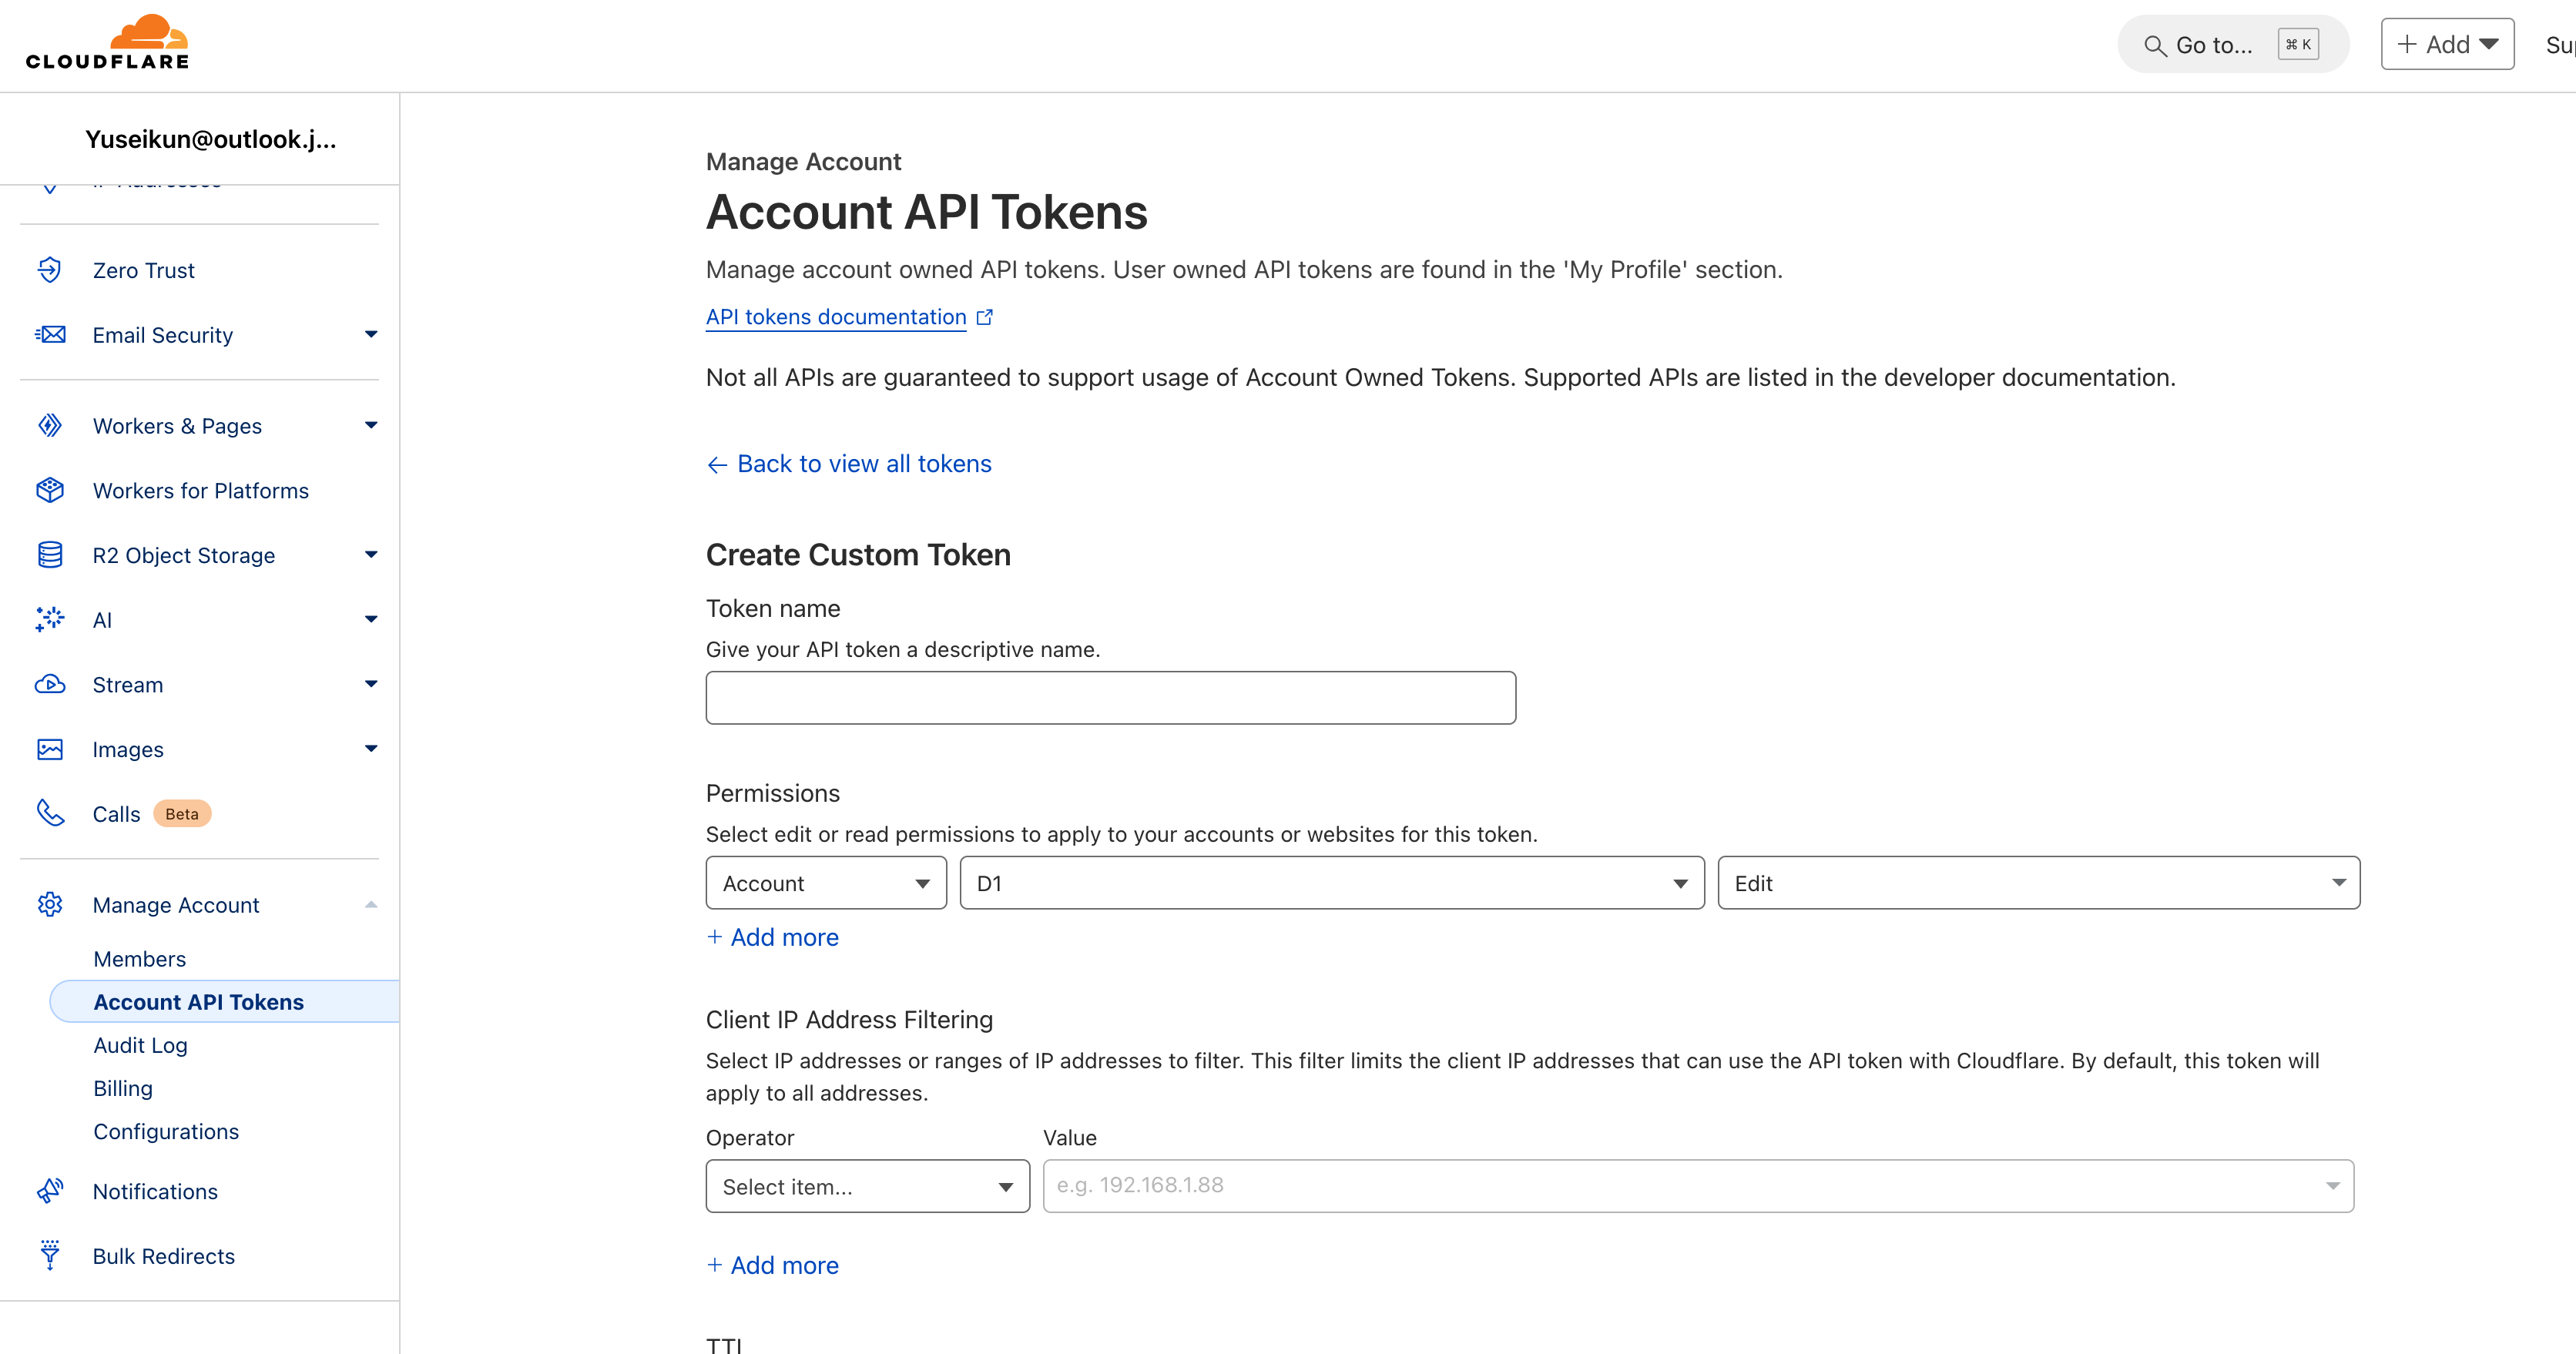 CLOUDFLARE
Go to...
⌘ K
+ Add
Yuseikun@outlook.j...
IP Addresses
Zero Trust
Email Security
Workers & Pages
Workers for Platforms
R2 Object Storage
AI
Stream
Images
Calls Beta
Manage Account
Members
Account API Tokens
Audit Log
Billing
Configurations
Notifications
Bulk Redirects
Manage Account
Account API Tokens
Manage account owned API tokens. User owned API tokens are found in the 'My Profile' section.
API tokens documentation
Not all APIs are guaranteed to support usage of Account Owned Tokens. Supported APIs are listed in the developer documentation.
← Back to view all tokens
Create Custom Token
Token name
Give your API token a descriptive name.
Permissions
Select edit or read permissions to apply to your accounts or websites for this token.
Account D1 Edit
+ Add more
Client IP Address Filtering
Select IP addresses or ranges of IP addresses to filter. This filter limits the client IP addresses that can use the API token with Cloudflare. By default, this token will
apply to all addresses.
Operator Value
Select item... e.g. 192.168.1.88
+ Add more
TTL